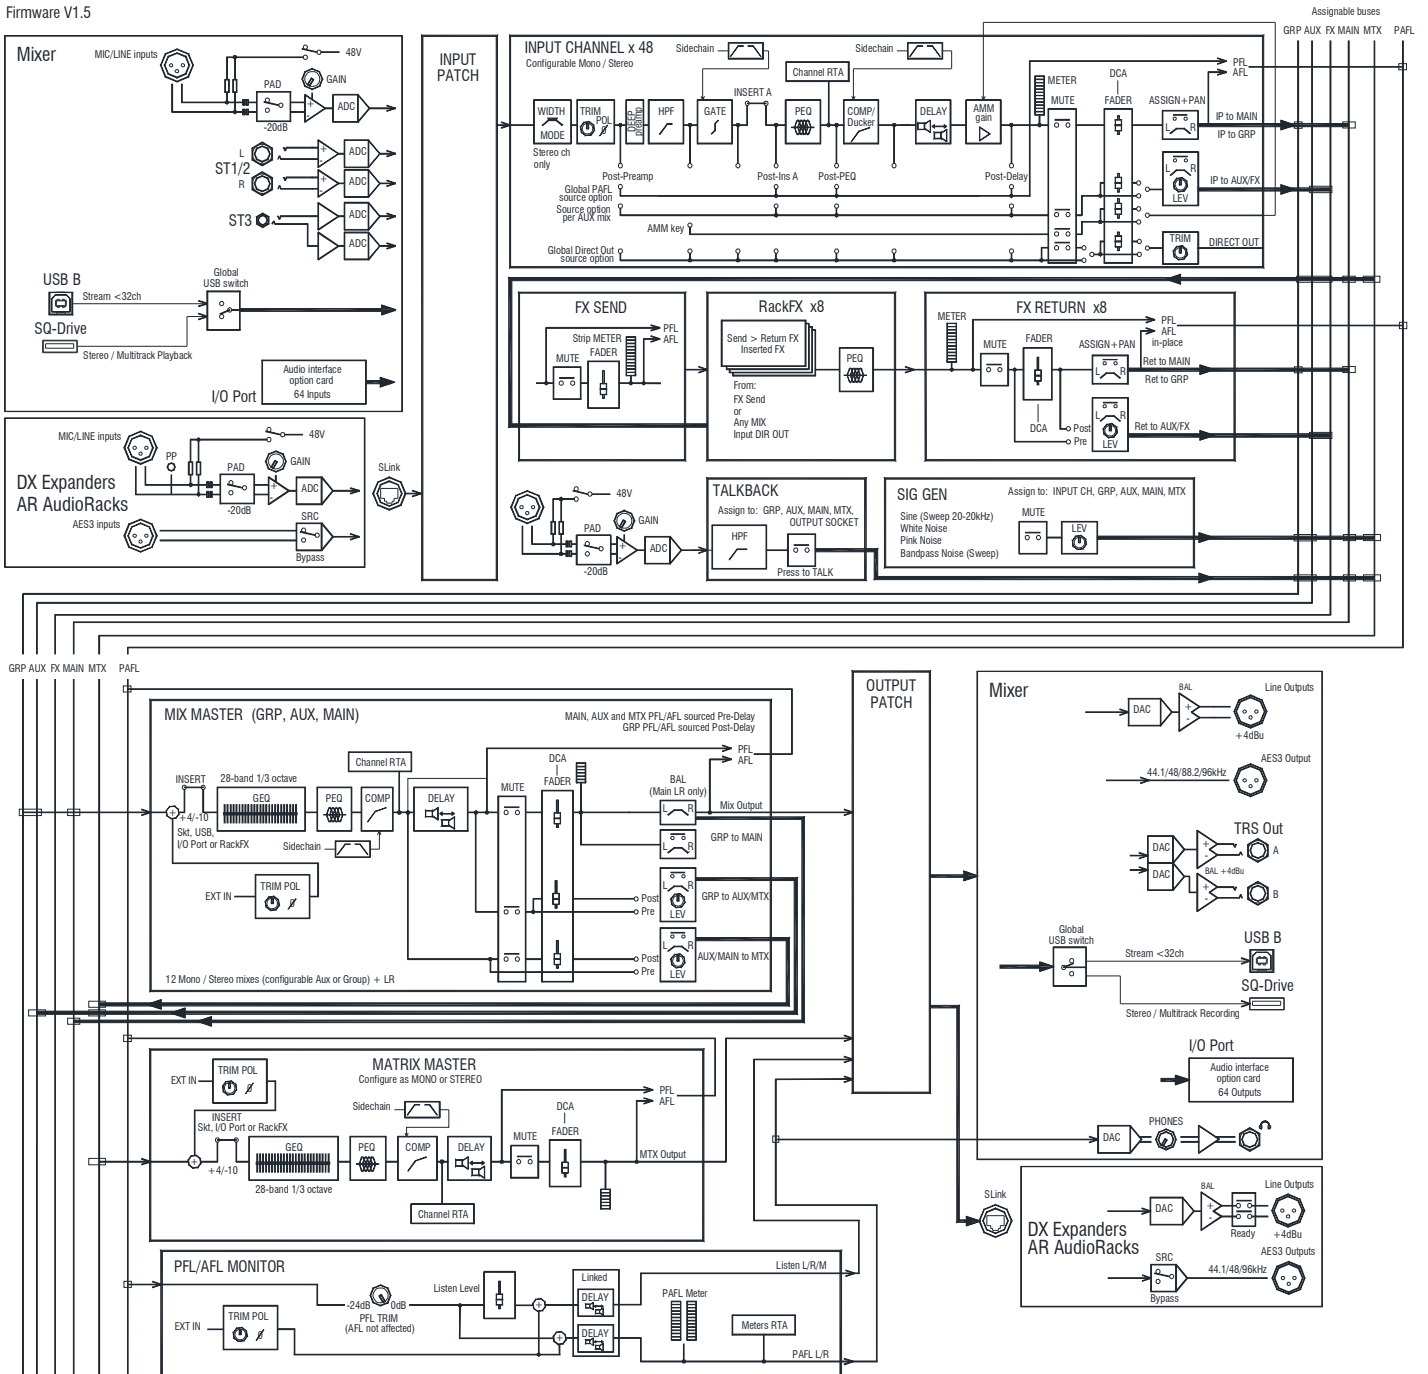 Firmware V1.5
Assignable buses
GRP AUX FX MAIN MTX PAFL
Mixer
MIC/LINE inputs
48V
PAD
GAIN
ADC
-20dB
L
ST1/2
R
ADC
ADC
ST3
ADC
ADC
USB B
Stream <32ch
Global
USB switch
SQ-Drive
Stereo / Multitrack Playback
I/O Port
Audio interface
option card
64 Inputs
DX Expanders
AR AudioRacks
MIC/LINE inputs
PP
48V
PAD
GAIN
ADC
-20dB
AES3 inputs
SRC
Bypass
SLink
INPUT
PATCH
INPUT CHANNEL x 48
Configurable Mono / Stereo
Sidechain
Sidechain
Channel RTA
INSERT A
WIDTH
MODE
Stereo ch
only
TRIM
POL
DEEP
preamp
HPF
GATE
PEQ
COMP/
Ducker
DELAY
AMM
gain
METER
MUTE
DCA
FADER
ASSIGN+PAN
L R
PFL
AFL
IP to MAIN
IP to GRP
L R
LEV
IP to AUX/FX
TRIM
DIRECT OUT
Post-Preamp
Post-Ins A
Post-PEQ
Post-Delay
Global PAFL
source option
Source option
per AUX mix
AMM key
Global Direct Out
source option
FX SEND
PFL
AFL
Strip METER
FADER
MUTE
RackFX x8
Send > Return FX
Inserted FX
PEQ
From:
FX Send
or
Any MIX
Input DIR OUT
FX RETURN x8
METER
MUTE
FADER
DCA
ASSIGN+PAN
L R
PFL
AFL
in-place
Ret to MAIN
Ret to GRP
L R
LEV
Post
Pre
Ret to AUX/FX
48V
PAD
GAIN
ADC
-20dB
TALKBACK
Assign to: GRP, AUX, MAIN, MTX,
OUTPUT SOCKET
HPF
Press to TALK
SIG GEN
Assign to: INPUT CH, GRP, AUX, MAIN, MTX
Sine (Sweep 20-20kHz)
White Noise
Pink Noise
Bandpass Noise (Sweep)
MUTE
LEV
GRP AUX FX MAIN MTX PAFL
MIX MASTER (GRP, AUX, MAIN)
MAIN, AUX and MTX PFL/AFL sourced Pre-Delay
GRP PFL/AFL sourced Post-Delay
PFL
AFL
Channel RTA
INSERT
28-band 1/3 octave
GEQ
PEQ
COMP
DELAY
MUTE
DCA
FADER
BAL
(Main LR only)
L R
Mix Output
+4/-10
Skt, USB,
I/O Port or RackFX
Sidechain
L R
GRP to MAIN
EXT IN
TRIM POL
Post
Pre
L R
LEV
GRP to AUX/MTX
Post
Pre
L R
LEV
AUX/MAIN to MTX
12 Mono / Stereo mixes (configurable Aux or Group) + LR
MATRIX MASTER
Configure as MONO or STEREO
EXT IN
TRIM POL
INSERT
Skt, I/O Port or RackFX
Sidechain
GEQ
PEQ
COMP
DELAY
MUTE
DCA
FADER
PFL
AFL
MTX Output
+4/-10
28-band 1/3 octave
Channel RTA
PFL/AFL MONITOR
-24dB 0dB
PFL TRIM
(AFL not affected)
EXT IN
TRIM POL
Listen Level
Linked
DELAY
DELAY
PAFL Meter
Meters RTA
Listen L/R/M
PAFL L/R
OUTPUT
PATCH
Mixer
DAC
BAL
Line Outputs
+4dBu
44.1/48/88.2/96kHz
AES3 Output
TRS Out
DAC
A
DAC
BAL +4dBu
B
Global
USB switch
Stream <32ch
USB B
SQ-Drive
Stereo / Multitrack Recording
I/O Port
Audio interface
option card
64 Outputs
DAC
PHONES
SLink
DX Expanders
AR AudioRacks
DAC
BAL
Ready
Line Outputs
+4dBu
SRC
Bypass
44.1/48/96kHz
AES3 Outputs